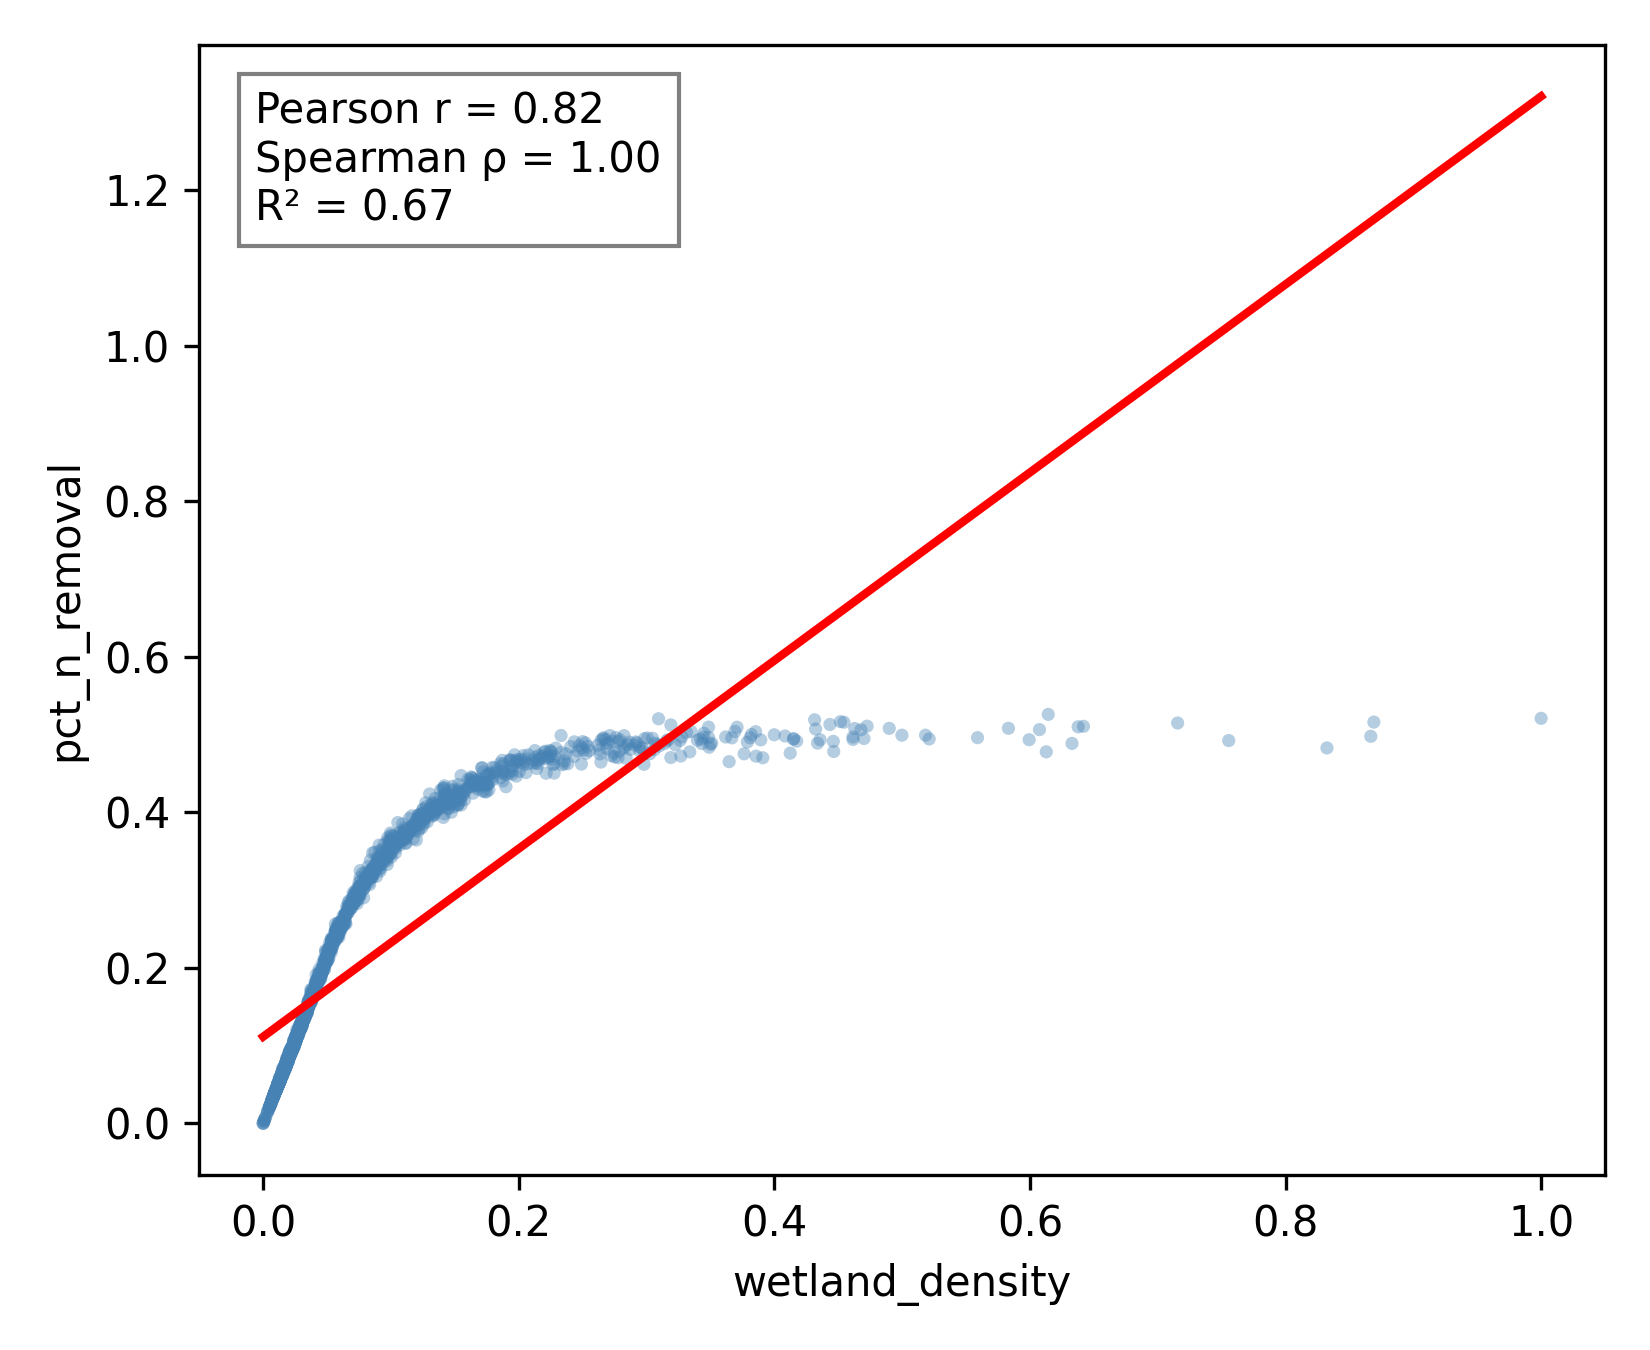 Pearson r = 0.82
Spearman ρ = 1.00
R² = 0.67
pct_n_removal
1.2
1.0
0.8
0.6
0.4
0.2
0.0
0.0 0.2 0.4 0.6 0.8 1.0
wetland_density